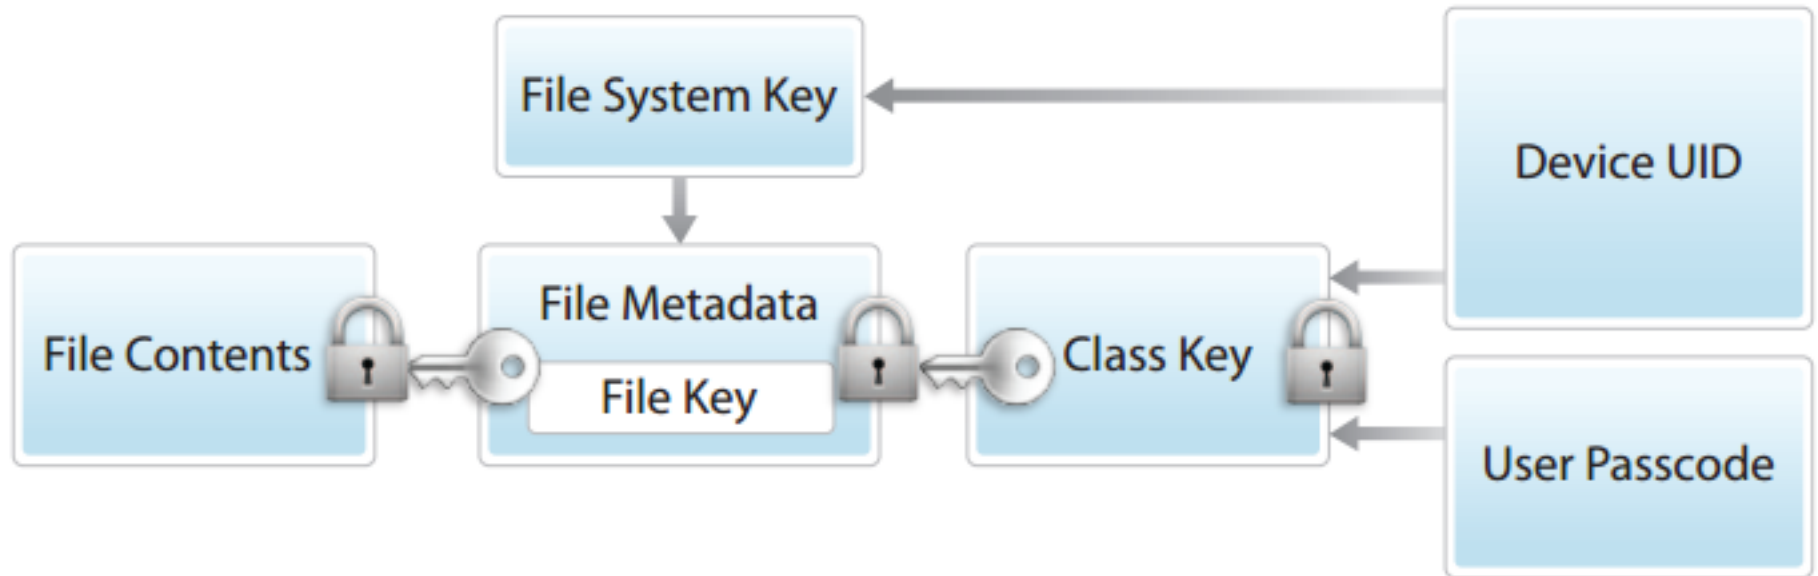 File System Key
Device UID
File Metadata
File Contents
Class Key
File Key
User Passcode